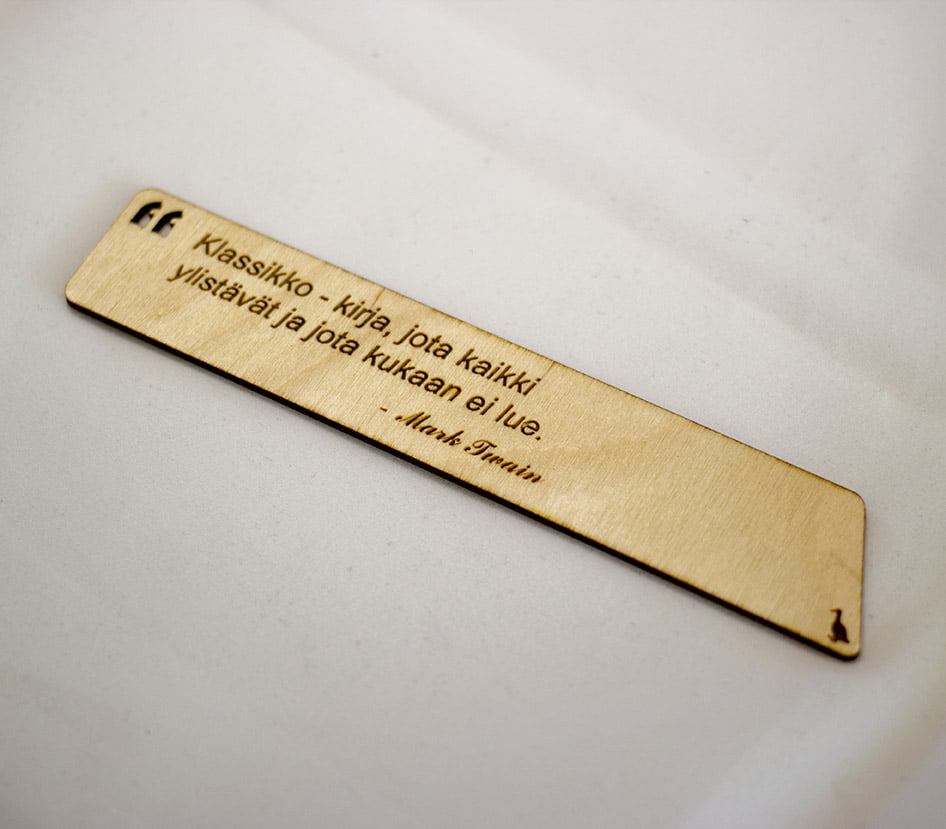 “
Klassikko - kirja, jota kaikki
ylistävät ja jota kukaan ei lue.
- Mark Twain